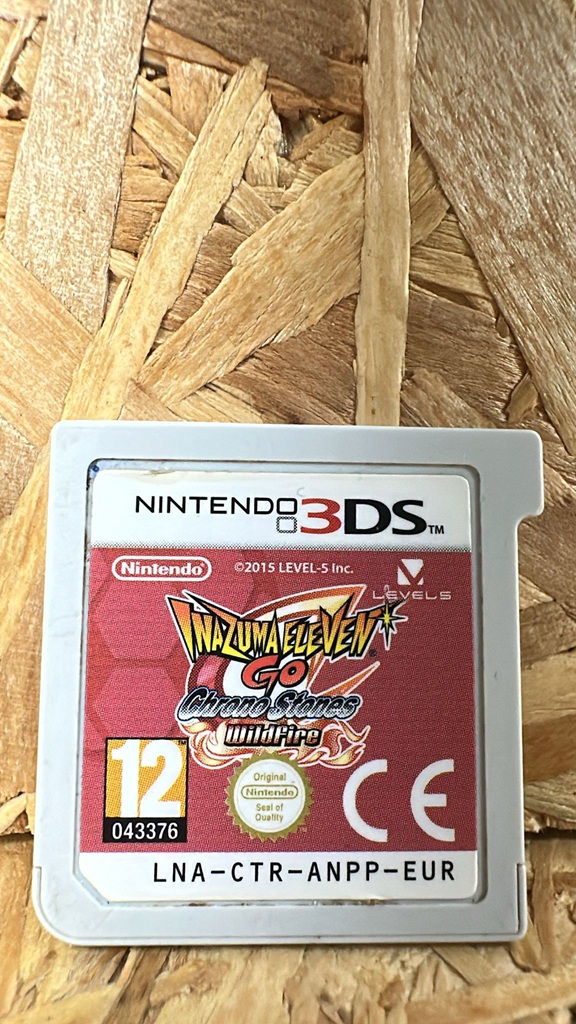 NINTENDO 3DS™
Nintendo
©2015 LEVEL-5 Inc.
LEVEL5
INAZUMA ELEVEN®
GO
Chrono Stones
Wildfire
12
043376
Original
Nintendo
Seal of
Quality
CE
LNA-CTR-ANPP-EUR